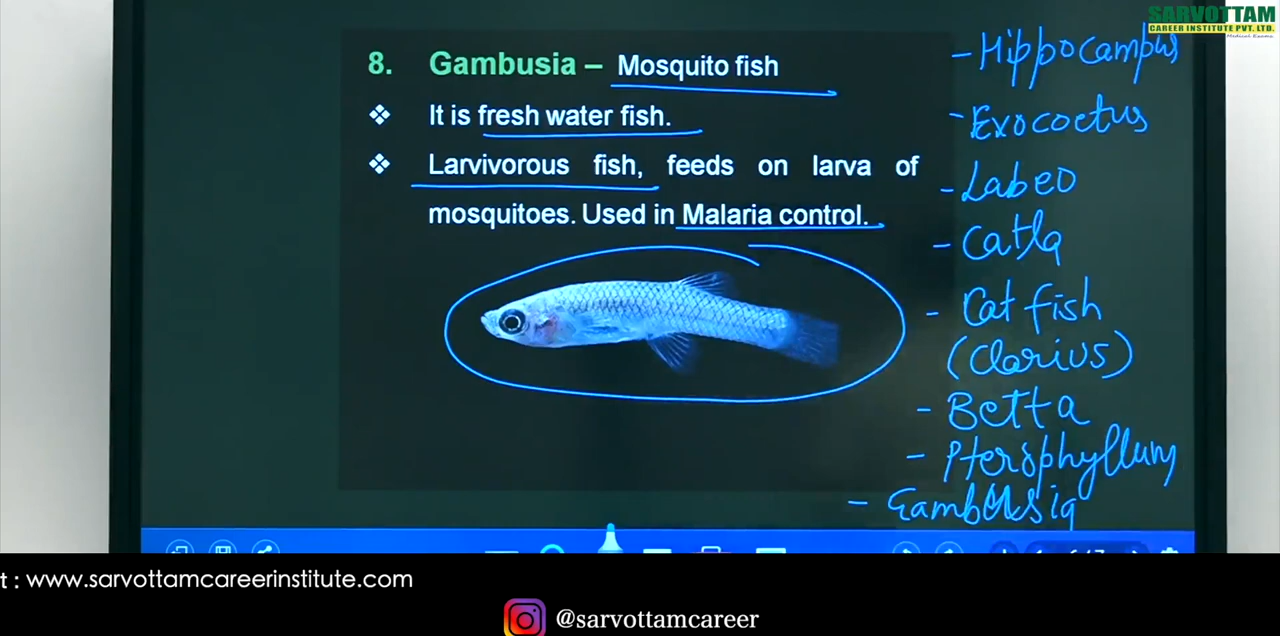 SARVOTTAM
CAREER INSTITUTE PVT. LTD.
Medical Exams
8. Gambusia – Mosquito fish
❖ It is fresh water fish.
❖ Larvivorous fish, feeds on larva of
mosquitoes. Used in Malaria control.
- Hippocampus
- Exocoetus
- Labeo
- Catla
- Cat fish
(Clarius)
- Betta
- Pterophyllum
- Gambusia
t : www.sarvottamcareerinstitute.com
@sarvottamcareer